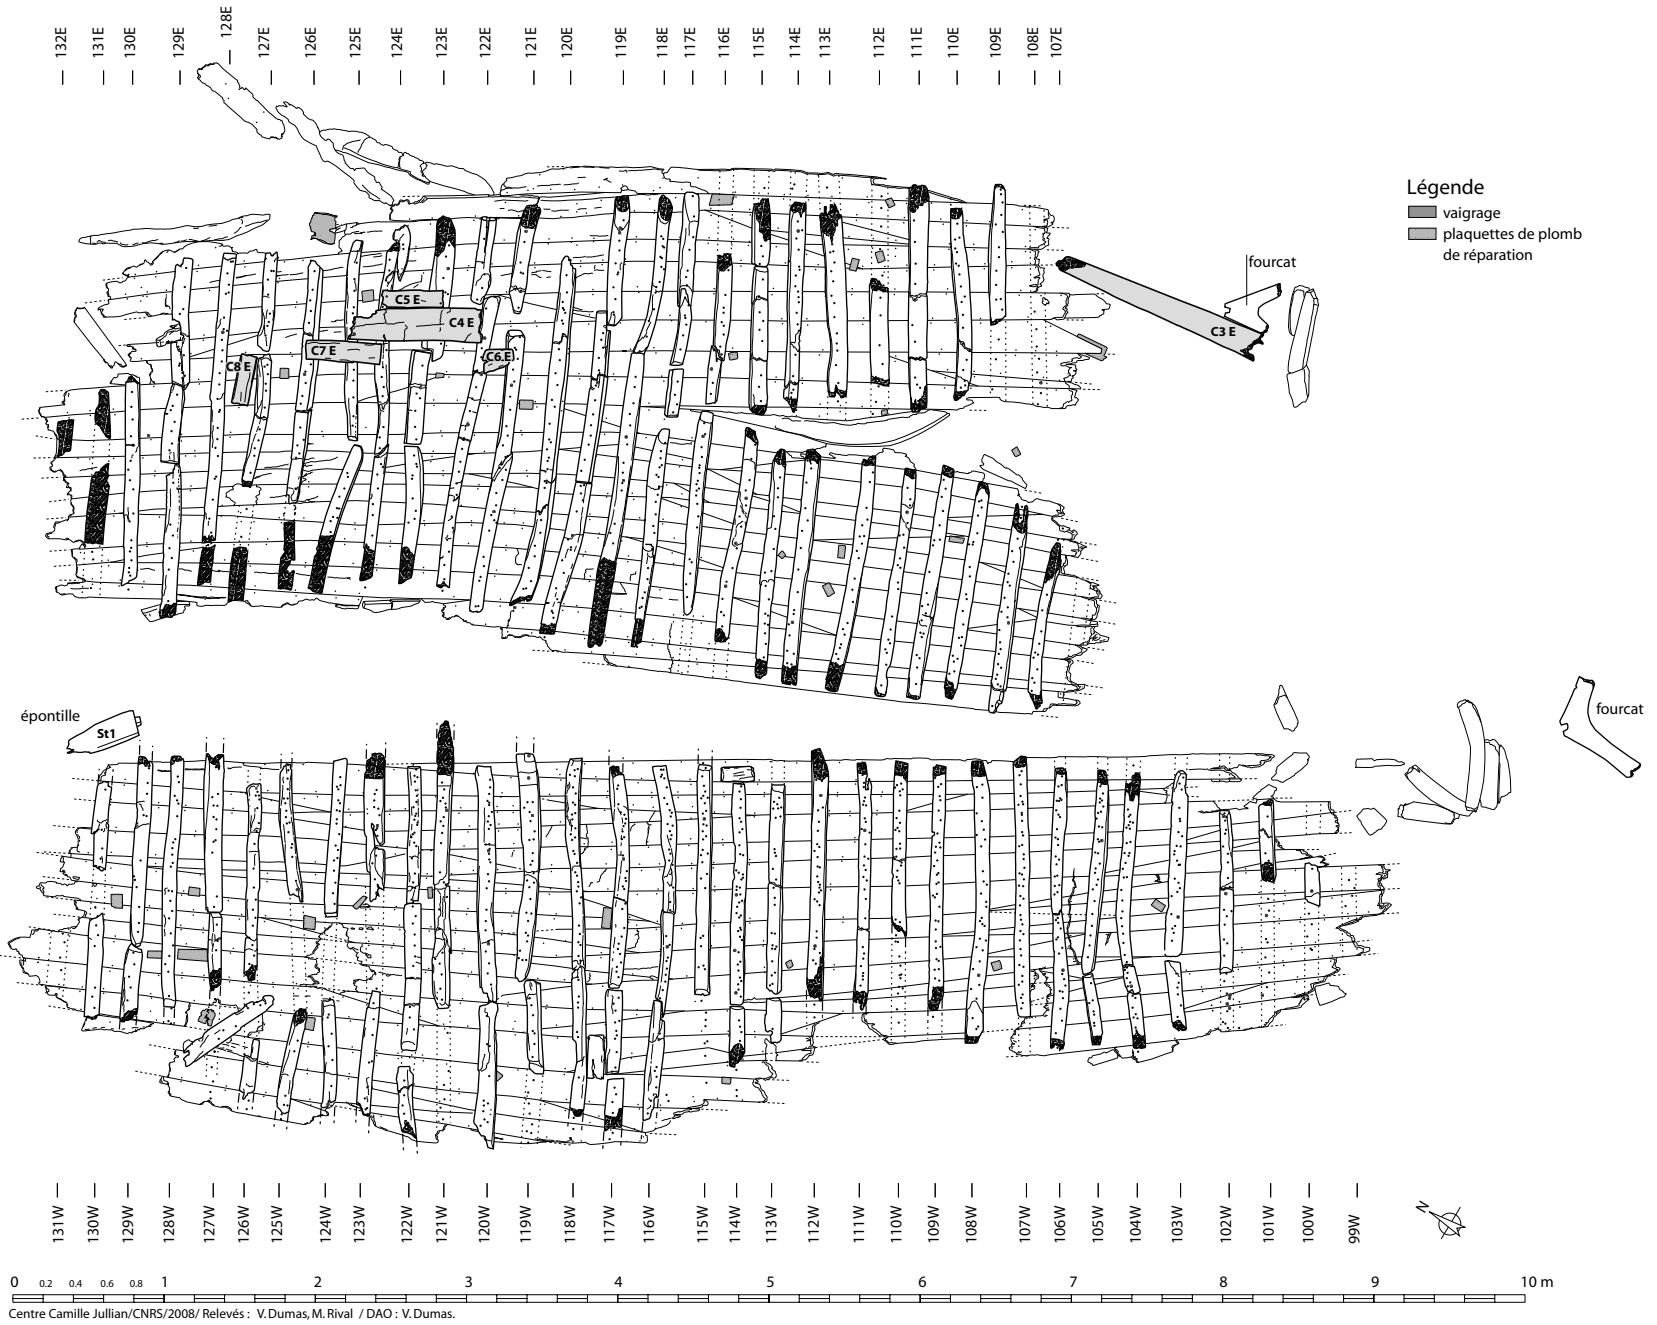 132E 131E 130E 129E 128E 127E 126E 125E 124E 123E 122E 121E 120E 119E 118E 117E 116E 115E 114E 113E 112E 111E 110E 109E 108E 107E
Légende
vaigrage
plaquettes de plomb
de réparation
fourcat
C5 E
C4 E
C3 E
C7 E
C6.E
C8 E
épontille
St1
fourcat
131W 130W 129W 128W 127W 126W 125W 124W 123W 122W 121W 120W 119W 118W 117W 116W 115W 114W 113W 112W 111W 110W 109W 108W 107W 106W 105W 104W 103W 102W 101W 100W 99W
N
0 0.2 0.4 0.6 0.8 1 2 3 4 5 6 7 8 9 10 m
Centre Camille Jullian/CNRS/2008/ Relevés : V. Dumas, M. Rival / DAO : V. Dumas.